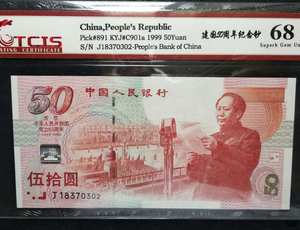 TCTS
China,People's Republic
Pick#891 KYJ#C901a 1999 50Yuan
S/N J18370302-People's Bank of China
建国50周年纪念钞
68
Superb Gem Un
50
中国人民银行
伍拾圆
J18370302
50